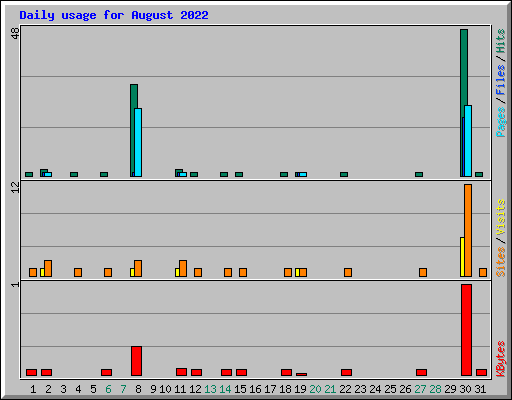 Daily usage for August 2022
48
Pages / Files / Hits
12
Sites / Visits
1
KBytes
1 2 3 4 5 6 7 8 9 10 11 12 13 14 15 16 17 18 19 20 21 22 23 24 25 26 27 28 29 30 31